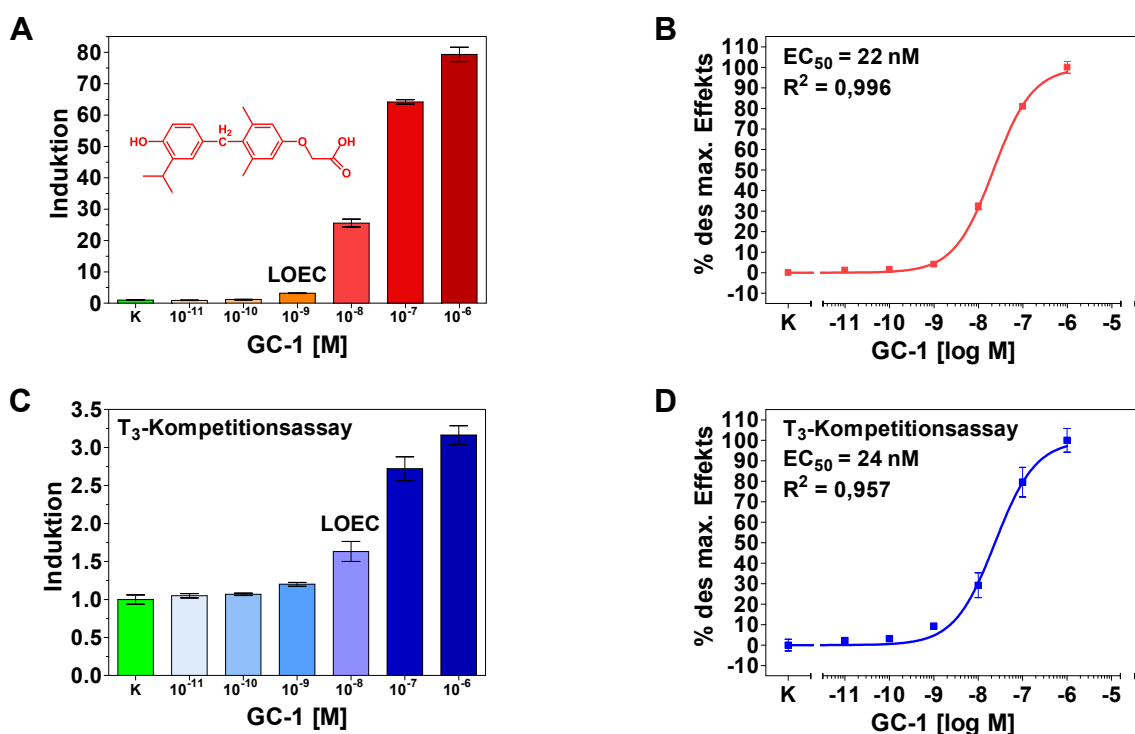 A
80
70
60
50
40
30
20
10
0
Induktion
HO
H2
C
O
OH
O
LOEC
K 10-11 10-10 10-9 10-8 10-7 10-6
GC-1 [M]
B
110
100
90
80
70
60
50
40
30
20
10
0
-10
% des max. Effekts
EC50 = 22 nM
R2 = 0,996
K -11 -10 -9 -8 -7 -6 -5
GC-1 [log M]
C
3.5
3.0
2.5
2.0
1.5
1.0
0.5
0.0
Induktion
T3-Kompetitionsassay
LOEC
K 10-11 10-10 10-9 10-8 10-7 10-6
GC-1 [M]
D
110
100
90
80
70
60
50
40
30
20
10
0
-10
% des max. Effekts
T3-Kompetitionsassay
EC50 = 24 nM
R2 = 0,957
K -11 -10 -9 -8 -7 -6 -5
GC-1 [log M]